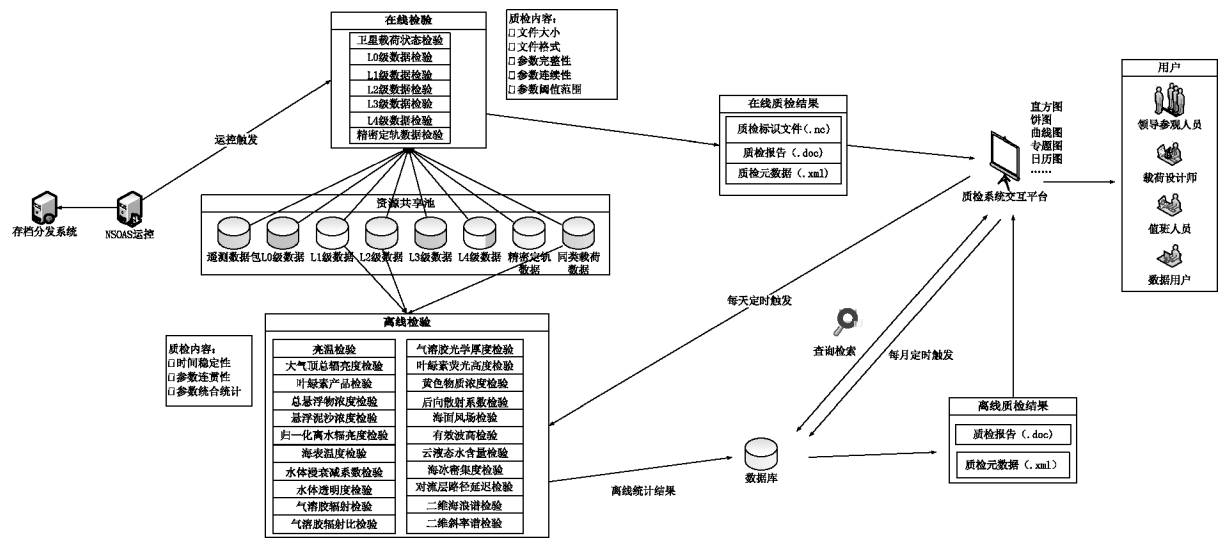 在线检验
卫星载荷状态检验
L0级数据检验
L1级数据检验
L2级数据检验
L3级数据检验
L4级数据检验
精密定轨数据检验
质检内容：
文件大小
文件格式
参数完整性
参数连续性
参数阈值范围
运控触发
存档分发系统
NSOAS运控
资源共享池
遥测数据包
L0级数据
L1级数据
L2级数据
L3级数据
L4级数据
精密定轨
数据
同类载荷
数据
在线质检结果
质检标识文件(.nc)
质检报告（.doc)
质检元数据（.xml)
直方图
饼图
曲线图
专题图
日历图
……
质检系统交互平台
用户
领导参观人员
载荷设计师
值班人员
数据用户
每天定时触发
查询检索
每月定时触发
质检内容：
时间稳定性
参数连贯性
参数统合统计
离线检验
亮温检验
大气顶总辐亮度检验
叶绿素产品检验
总悬浮物浓度检验
悬浮泥沙浓度检验
归一化离水辐亮度检验
海表温度检验
水体漫衰减系数检验
水体透明度检验
气溶胶辐射检验
气溶胶辐射比检验
气溶胶光学厚度检验
叶绿素荧光高度检验
黄色物质浓度检验
后向散射系数检验
海面风场检验
有效波高检验
云液态水含量检验
海冰密集度检验
对流层路径延迟检验
二维海浪谱检验
二维斜率谱检验
离线统计结果
数据库
离线质检结果
质检报告（.doc)
质检元数据（.xml）